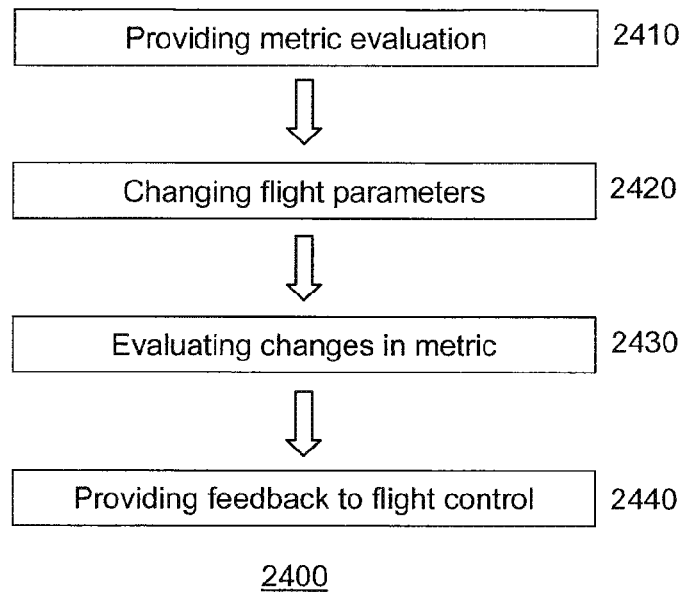 Providing metric evaluation 2410
Changing flight parameters 2420
Evaluating changes in metric 2430
Providing feedback to flight control 2440
2400